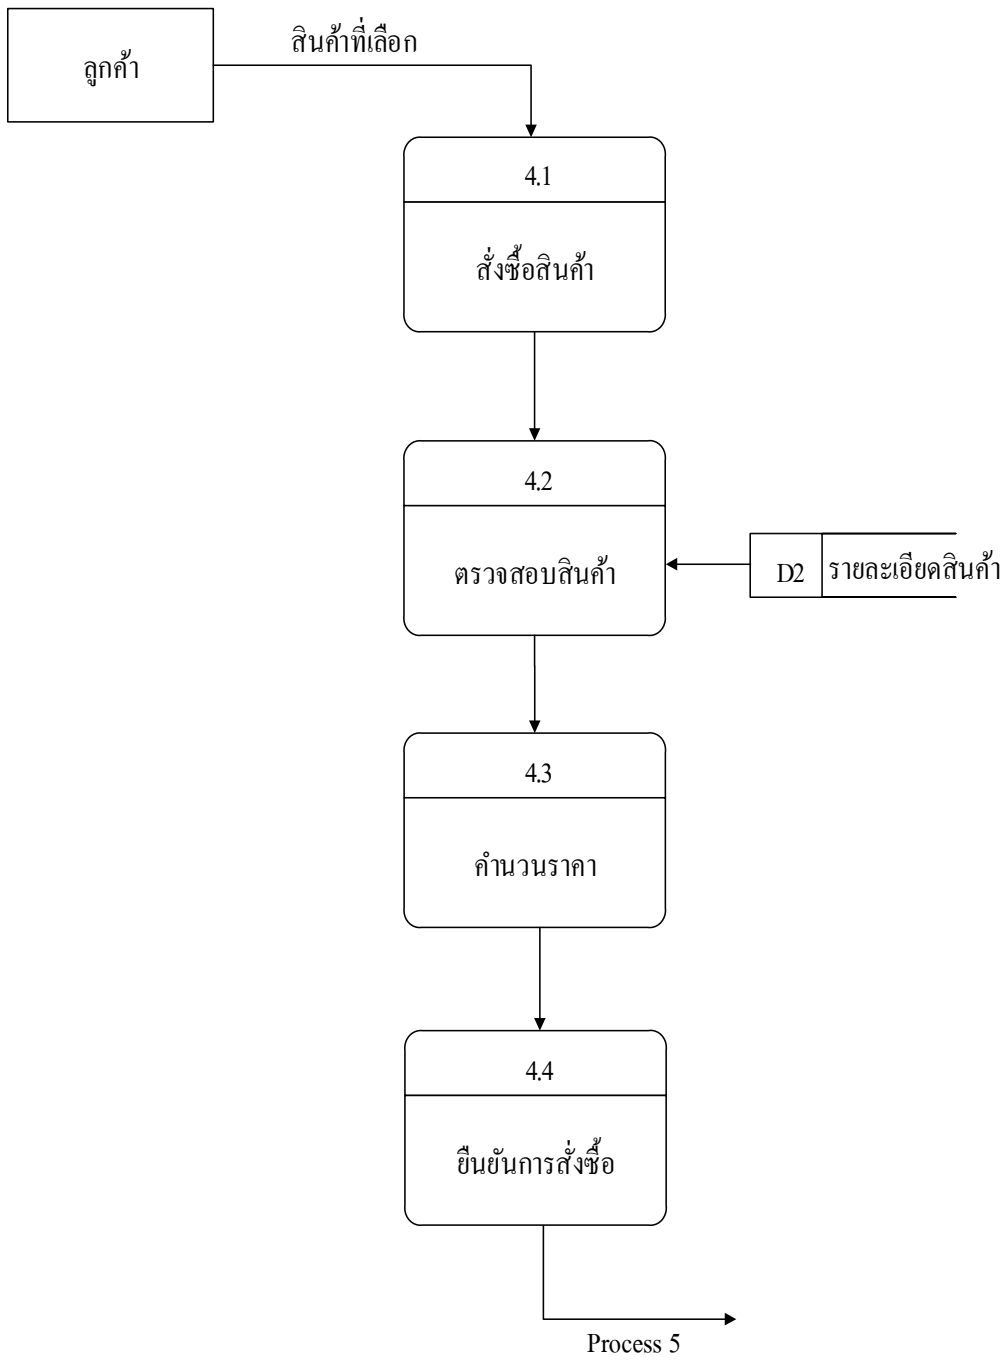 ลูกค้า
สินค้าที่เลือก
4.1
สั่งซื้อสินค้า
4.2
ตรวจสอบสินค้า
D2
รายละเอียดสินค้า
4.3
คำนวนราคา
4.4
ยืนยันการสั่งซื้อ
Process 5